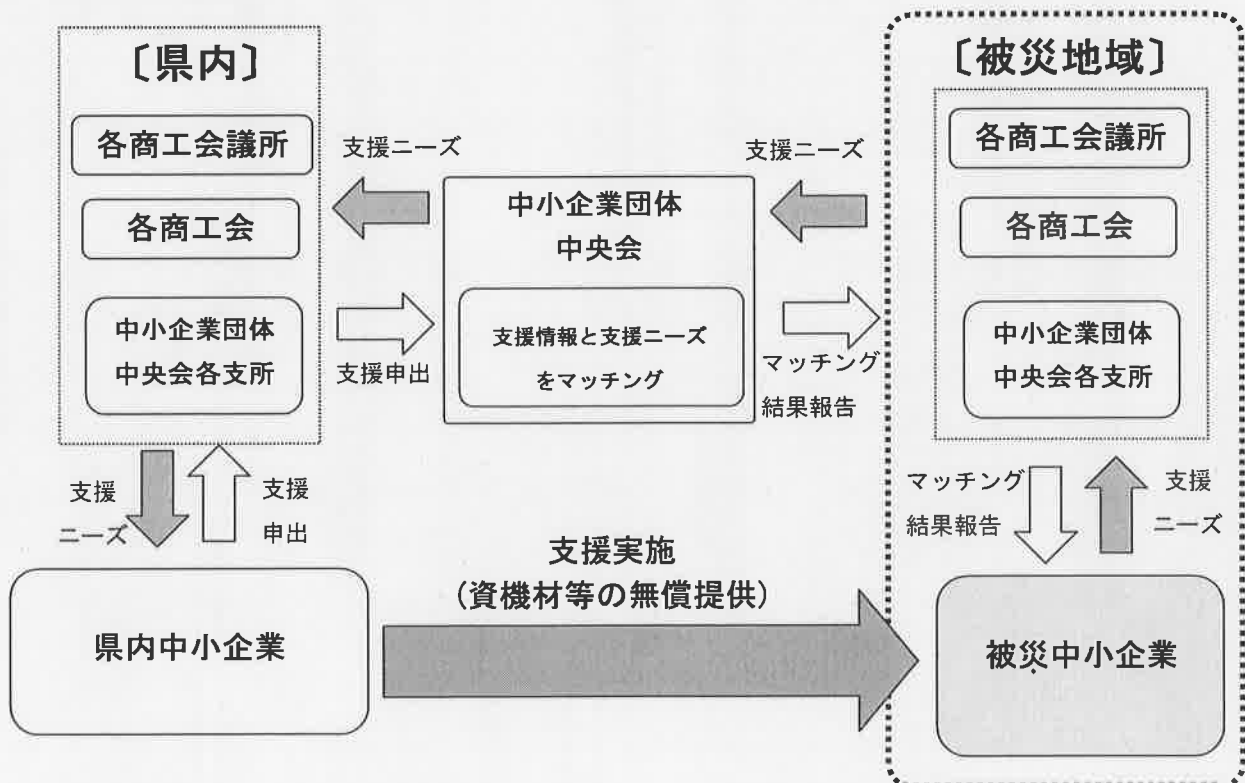 〔県内〕
各商工会議所
各商工会
中小企業団体
中央会各支所
支援ニーズ
支援申出
中小企業団体
中央会
支援情報と支援ニーズ
をマッチング
支援ニーズ
マッチング
結果報告
〔被災地域〕
各商工会議所
各商工会
中小企業団体
中央会各支所
支援
ニーズ
支援
申出
マッチング
結果報告
支援
ニーズ
支援実施
(資機材等の無償提供)
県内中小企業
被災中小企業